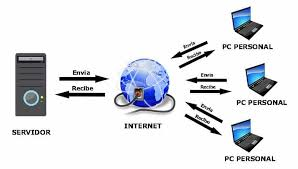 Envia
Recibe
PC PERSONAL
Envia
Recibe
Envia
Recibe
PC PERSONAL
SERVIDOR
INTERNET
Envia
Recibe
PC PERSONAL